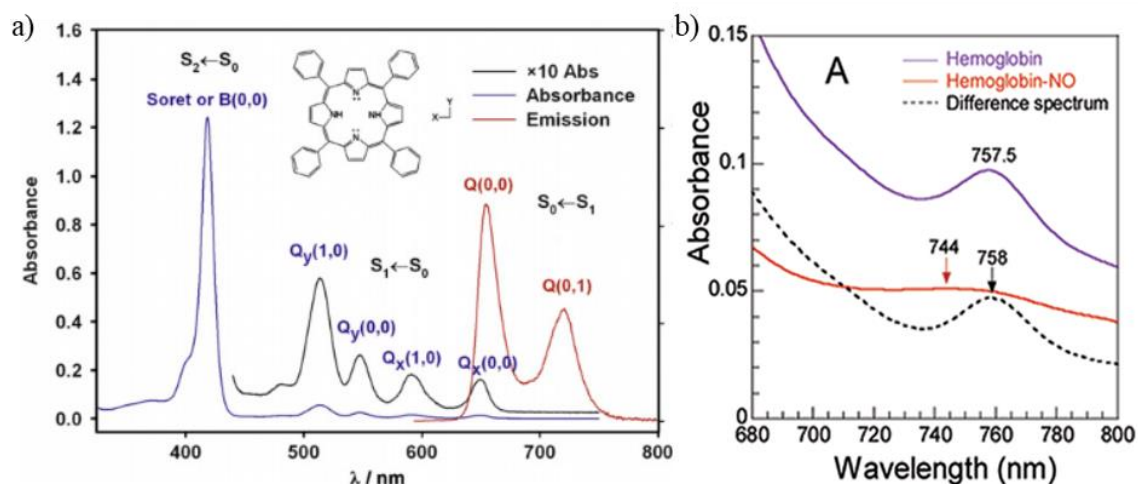 a)
1.6
1.4
1.2
1.0
0.8
0.6
0.4
0.2
0.0
Absorbance
S2←S0
Soret or B(0,0)
Qy(1,0)
S1←S0
Qy(0,0)
Qx(1,0)
Qx(0,0)
NH
N
N
HN
X
Y
×10 Abs
Absorbance
Emission
Q(0,0)
S0←S1
Q(0,1)
400
500
600
700
800
λ / nm
b)
0.15
0.1
0.05
0
Absorbance
A
Hemoglobin
Hemoglobin-NO
Difference spectrum
757.5
744
758
680
700
720
740
760
780
800
Wavelength (nm)